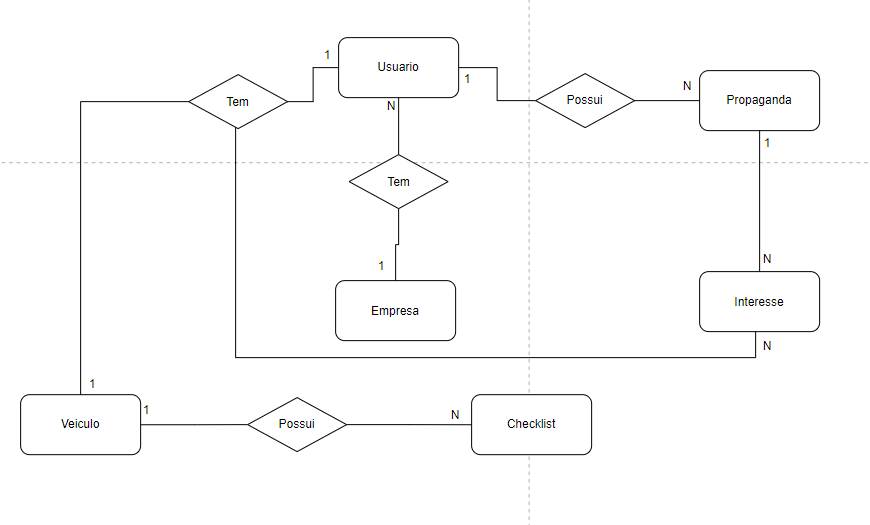 1
Usuario
1
N
Tem
Possui
N
Propaganda
1
N
Tem
1
N
Empresa
Interesse
N
1
Veiculo
1
Possui
N
Checklist